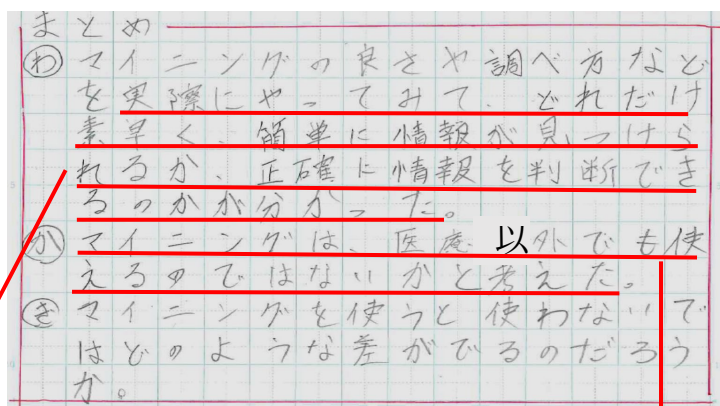 まとめ
わ マイニングの良さや調べ方など
を実際にやってみて、どれだけ
素早く、簡単に情報が見つけら
れるか、正確に情報を判断でき
るのかが分かった。
か マイニングは、医療以外でも使
えるのではないかと考えた。
き マイニングを使うと使わないで
はどのような差がでるのだろう
か。